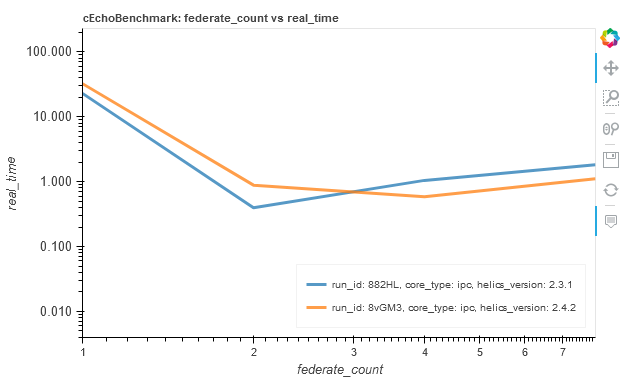 cEchoBenchmark: federate_count vs real_time
100.000
10.000
1.000
0.100
0.010
real_time
run_id: 882HL, core_type: ipc, helics_version: 2.3.1
run_id: 8vGM3, core_type: ipc, helics_version: 2.4.2
1 2 3 4 5 6 7
federate_count